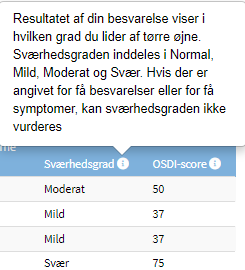 Resultatet af din besvarelse viser i
hvilken grad du lider af tørre øjne.
Sværhedsgraden inddeles i Normal,
Mild, Moderat og Svær. Hvis der er
angivet for få besvarelser eller for få
symptomer, kan sværhedsgraden ikke
vurderes
Sværhedsgrad OSDI-score
Moderat 50
Mild 37
Mild 37
Svær 75